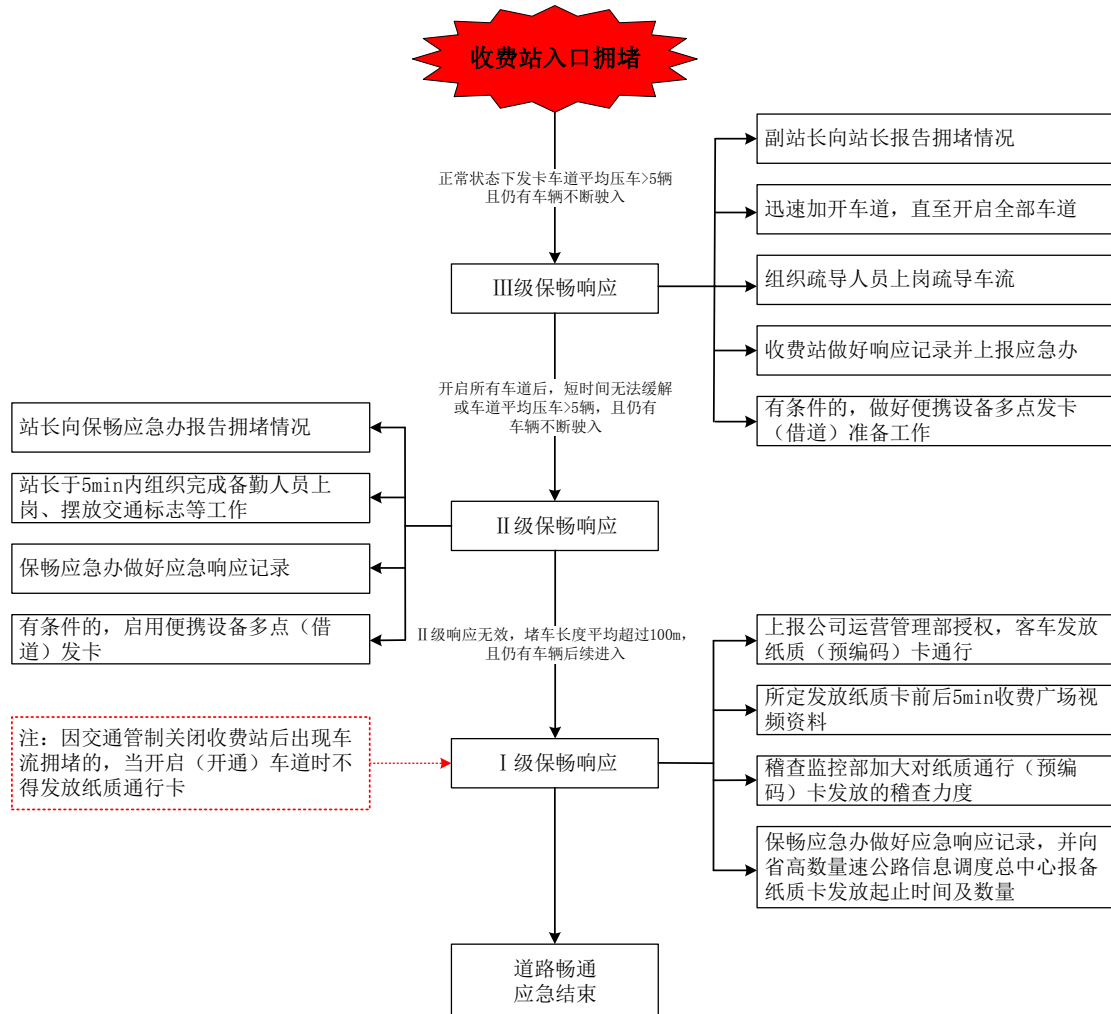 收费站入口拥堵
正常状态下发卡车道平均压车>5辆
且仍有车辆不断驶入
副站长向站长报告拥堵情况
迅速加开车道，直至开启全部车道
Ⅲ级保畅响应
组织疏导人员上岗疏导车流
收费站做好响应记录并上报应急办
有条件的，做好便携设备多点发卡
（借道）准备工作
开启所有车道后，短时间无法缓解
或车道平均压车>5辆，且仍有
车辆不断驶入
站长向保畅应急办报告拥堵情况
站长于5min内组织完成备勤人员上
岗、摆放交通标志等工作
Ⅱ级保畅响应
保畅应急办做好应急响应记录
有条件的，启用便携设备多点（借
道）发卡
Ⅱ级响应无效，堵车长度平均超过100m，
且仍有车辆后续进入
上报公司运营管理部授权，客车发放
纸质（预编码）卡通行
所定发放纸质卡前后5min收费广场视
频资料
注：因交通管制关闭收费站后出现车
流拥堵的，当开启（开通）车道时不
得发放纸质通行卡
Ⅰ级保畅响应
稽查监控部加大对纸质通行（预编
码）卡发放的稽查力度
保畅应急办做好应急响应记录，并向
省高数量速公路信息调度总中心报备
纸质卡发放起止时间及数量
道路畅通
应急结束